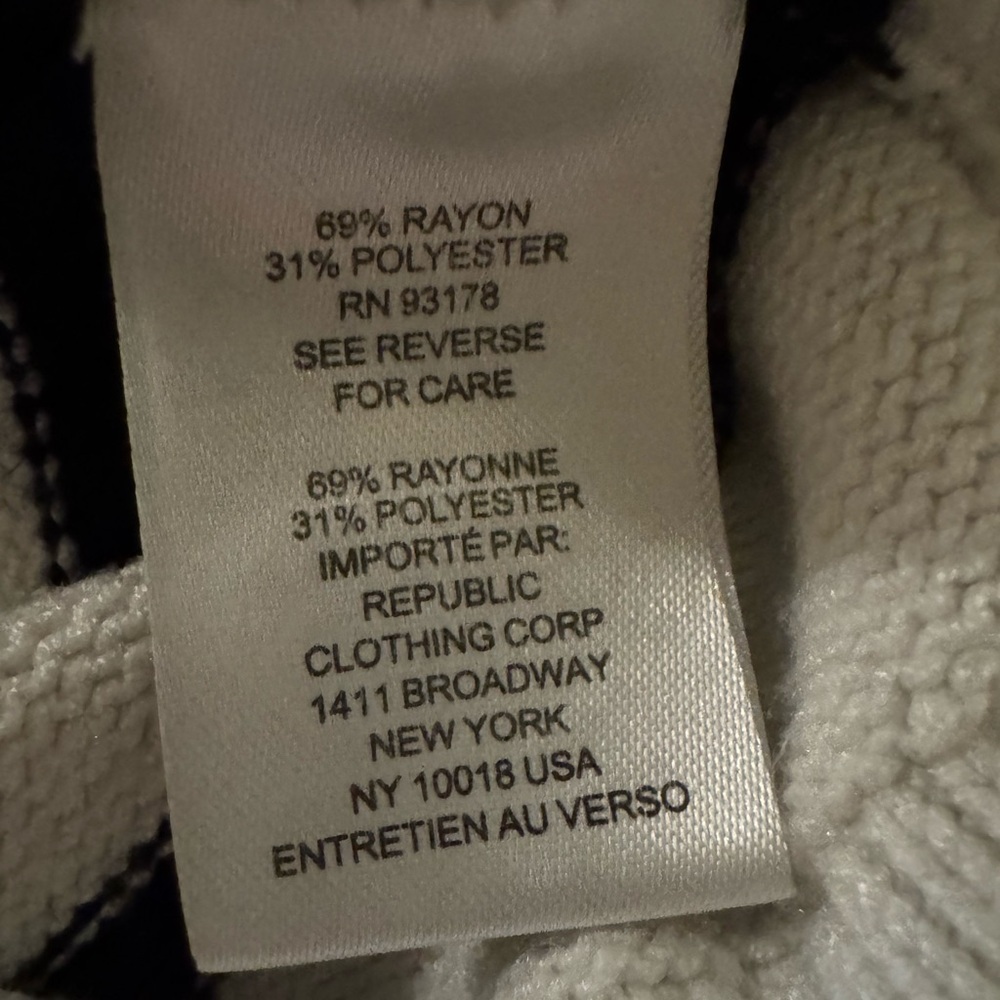 69% RAYON
31% POLYESTER
RN 93178
SEE REVERSE
FOR CARE
69% RAYONNE
31% POLYESTER
IMPORTÉ PAR:
REPUBLIC
CLOTHING CORP
1411 BROADWAY
NEW YORK
NY 10018 USA
ENTRETIEN AU VERSO